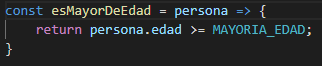 const esMayorDeEdad = persona => {
    return persona.edad >= MAYORIA_EDAD;
}